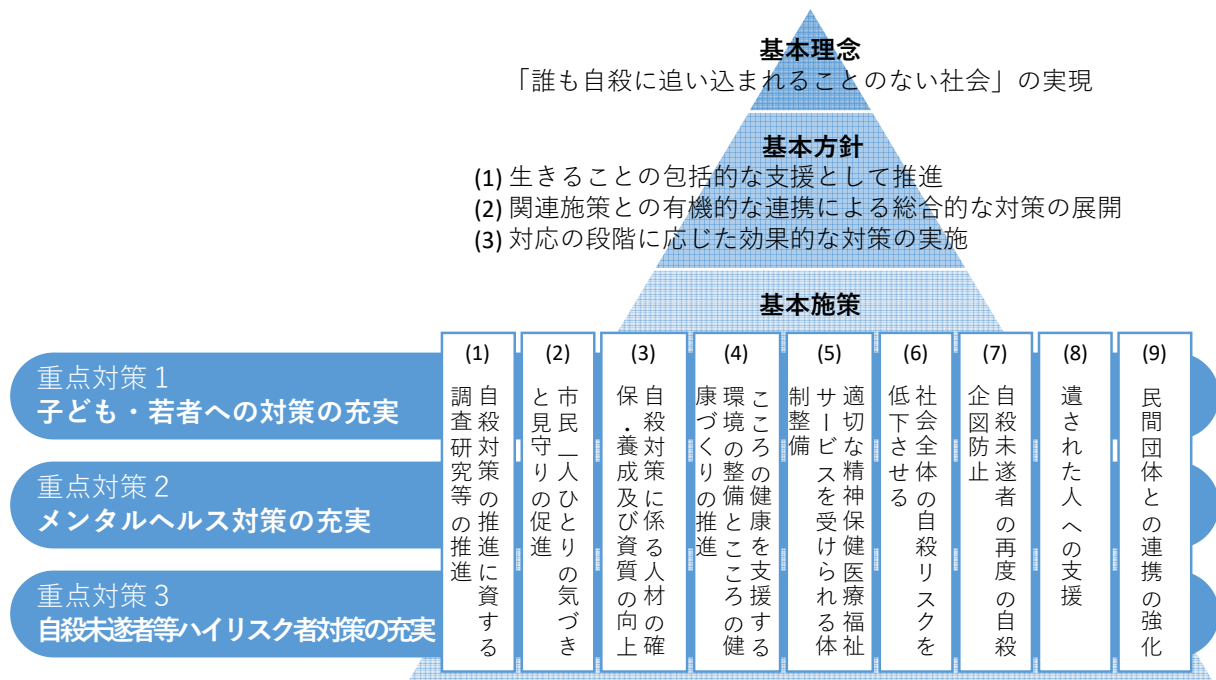 基本理念
「誰も自殺に追い込まれることのない社会」の実現
基本方針
(1) 生きることの包括的な支援として推進
(2) 関連施策との有機的な連携による総合的な対策の展開
(3) 対応の段階に応じた効果的な対策の実施
基本施策
重点対策１
子ども・若者への対策の充実
重点対策２
メンタルヘルス対策の充実
重点対策３
自殺未遂者等ハイリスク者対策の充実
(1)
自殺対策の推進に資する
調査研究等の推進
(2)
市民一人ひとりの気づき
と見守りの促進
(3)
自殺対策に係る人材の確
保・養成及び資質の向上
(4)
こころの健康を支援する
環境の整備とこころの健
康づくりの推進
(5)
適切な精神保健医療福祉
サービスを受けられる体
制整備
(6)
社会全体の自殺リスクを
低下させる
(7)
自殺未遂者の再度の自殺
企図防止
(8)
遺された人への支援
(9)
民間団体との連携の強化